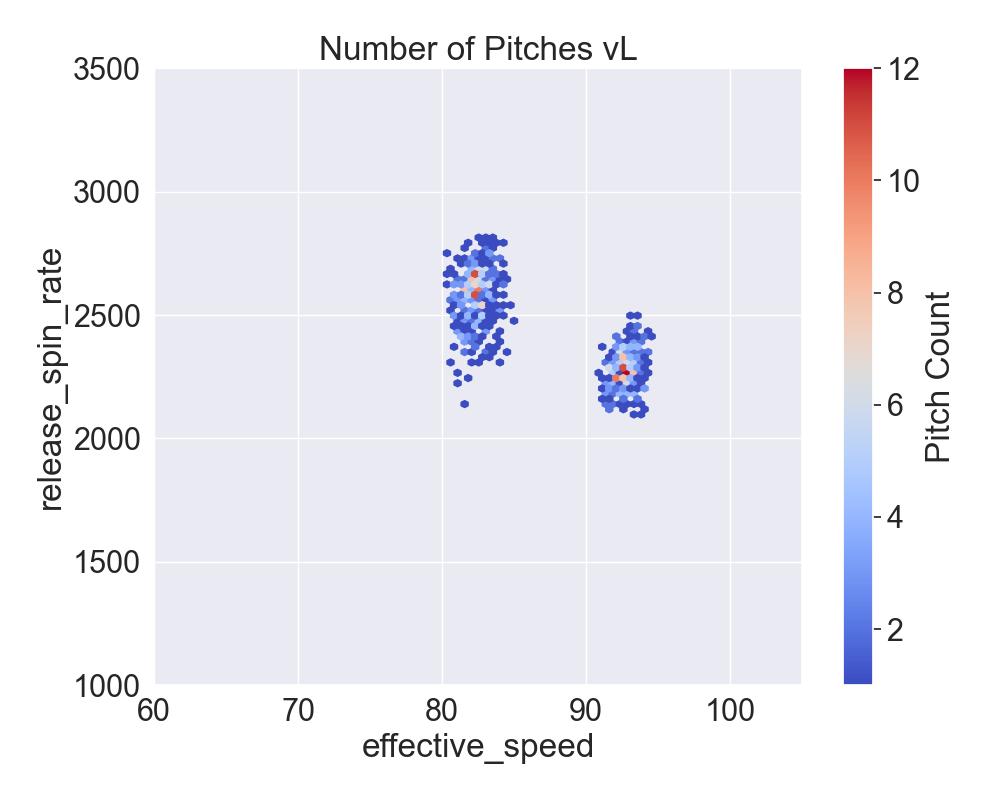 Number of Pitches vL
3500
3000
2500
2000
1500
1000
release_spin_rate
60 70 80 90 100
effective_speed
12
10
8
6
4
2
Pitch Count